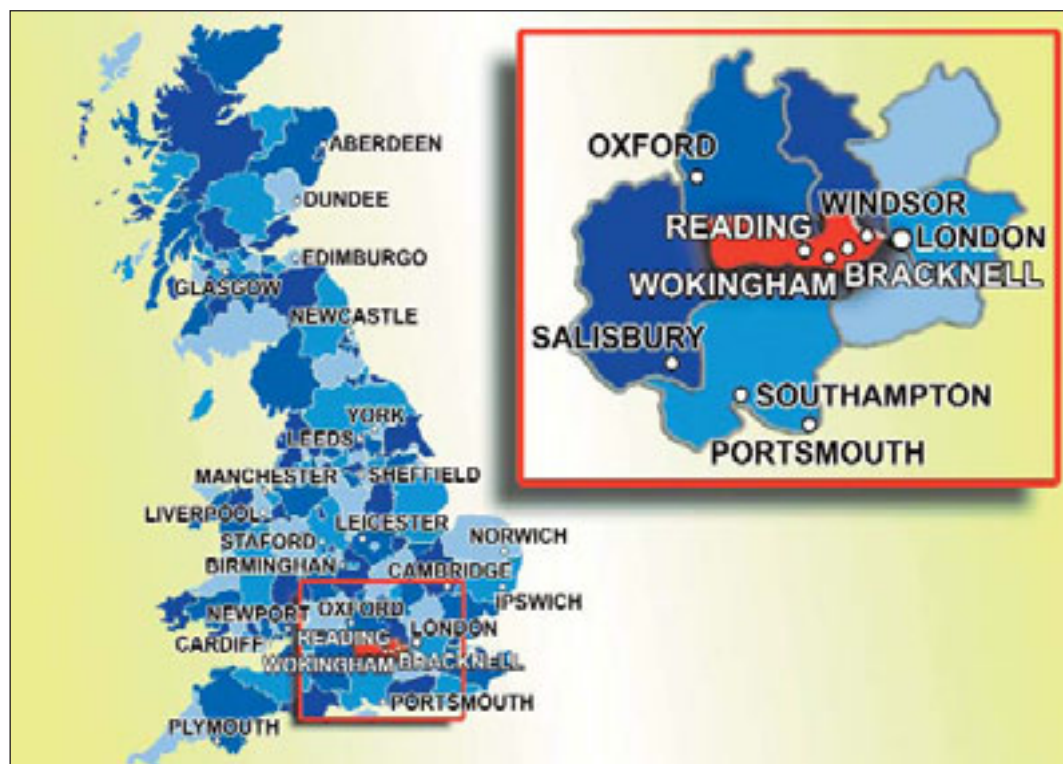 ABERDEEN
DUNDEE
EDIMBURGO
GLASGOW
NEWCASTLE
YORK
LEEDS
MANCHESTER
SHEFFIELD
LIVERPOOL
LEICESTER
STAFORD
NORWICH
BIRMINGHAN
CAMBRIDGE
IPSWICH
NEWPORT
OXFORD
CARDIFF
READING
LONDON
WOKINGHAM
BRACKNELL
PORTSMOUTH
PLYMOUTH
OXFORD
WINDSOR
READING
LONDON
WOKINGHAM
BRACKNELL
SALISBURY
SOUTHAMPTON
PORTSMOUTH